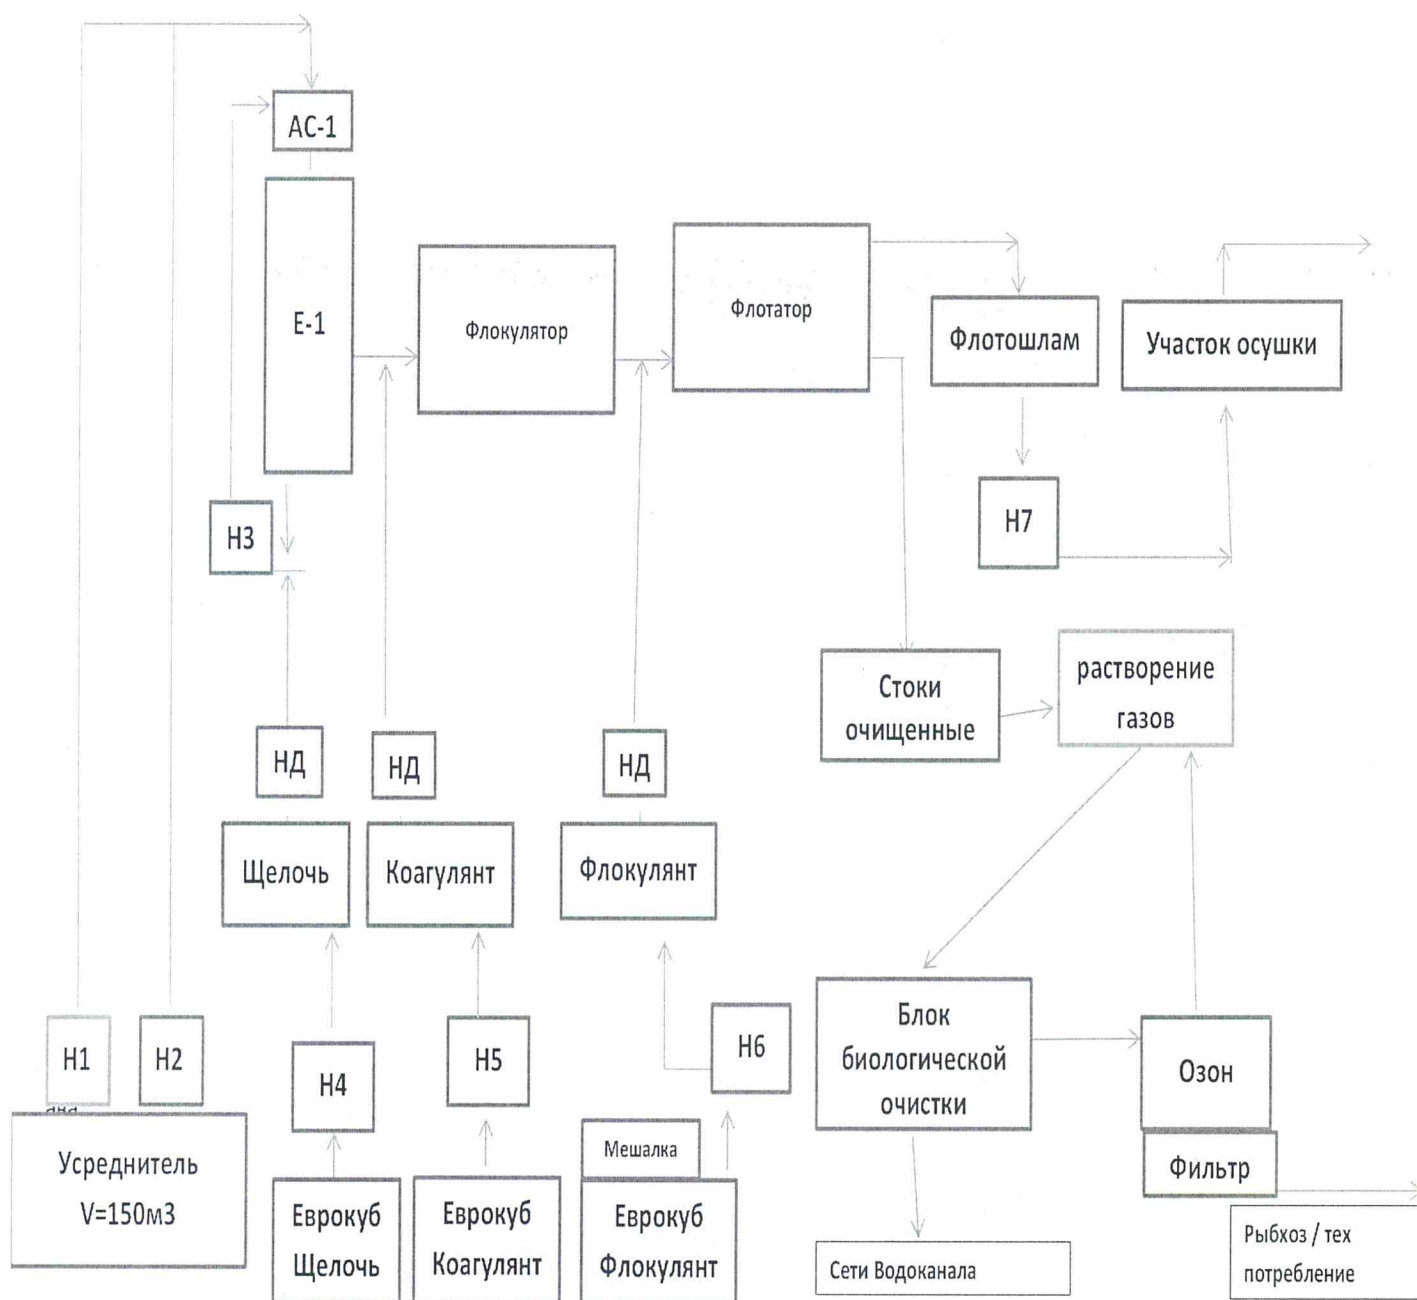 АС-1
Е-1
Флокулятор
Флотатор
Флотошлам
Участок осушки
Н3
Н7
Стоки
очищенные
растворение
газов
НД
НД
НД
Щелочь
Коагулянт
Флокулянт
Н1
Н2
Н4
Н5
Н6
Блок
биологической
очистки
Озон
Фильтр
Мешалка
Усреднитель
V=150м3
Еврокуб
Щелочь
Еврокуб
Коагулянт
Еврокуб
Флокулянт
Сети Водоканала
Рыбхоз / тех
потребление